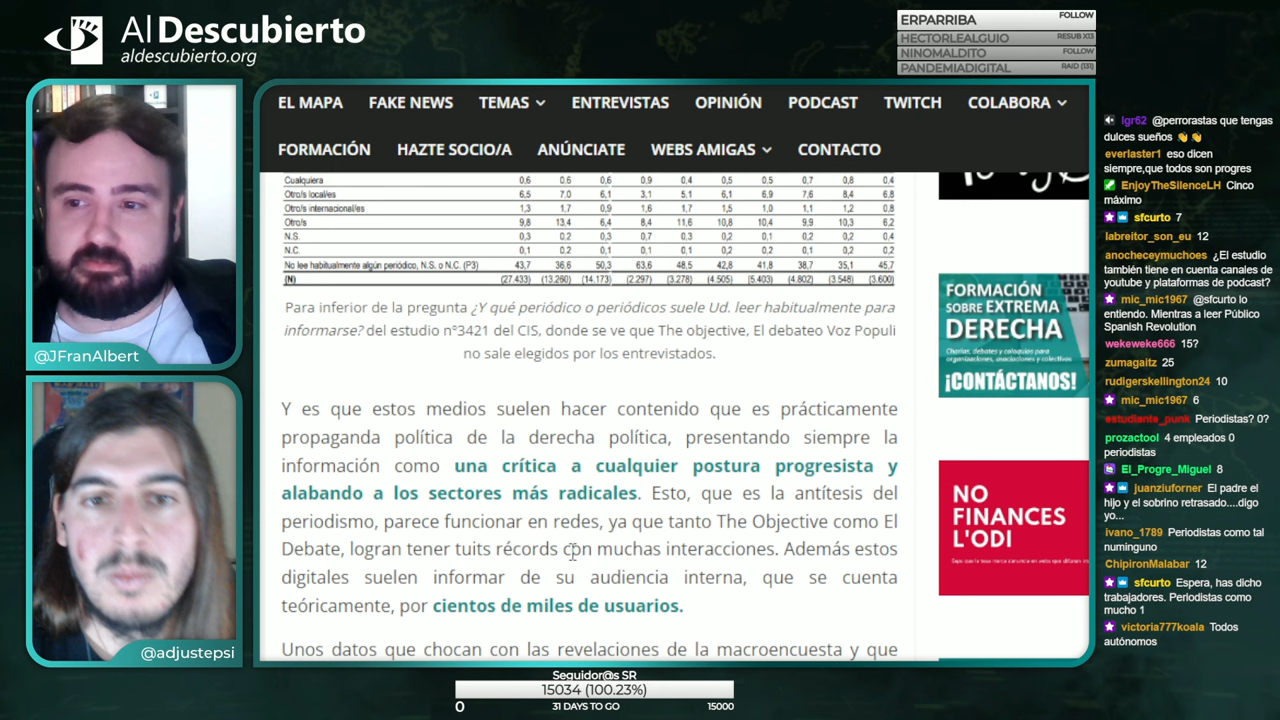 Al Descubierto
aldescubierto.org
ERPARRIBA FOLLOW
HECTORLEALGUIO RESUB X13
NINOMALDITO FOLLOW
PANDEMIADIGITAL RAID (131)
@JFranAlbert
@adjustepsi
EL MAPA FAKE NEWS TEMAS ENTREVISTAS OPINIÓN PODCAST TWITCH COLABORA
FORMACIÓN HAZTE SOCIO/A ANÚNCIATE WEBS AMIGAS CONTACTO
Cualquiera 0,6 0,6 0,6 0,9 0,4 0,5 0,5 0,7 0,8 0,4
Otro/s local/es 6,5 7,0 6,1 3,1 5,1 6,1 6,9 7,6 8,4 6,8
Otro/s internacional/es 1,3 1,7 0,9 1,6 1,7 1,5 1,0 1,1 1,2 0,8
Otro/s 9,8 13,4 6,4 8,4 11,6 10,8 10,4 9,9 10,3 6,2
N.S. 0,3 0,2 0,3 0,7 0,3 0,2 0,1 0,2 0,2 0,4
N.C. 0,1 0,2 0,1 0,1 0,1 0,2 0,2 0,1 0,2 0,2
No lee habitualmente algún periódico, N.S. o N.C. (P3) 43,7 36,6 50,3 63,6 48,5 42,8 41,8 38,7 35,1 45,7
(N) (27.433) (13.260) (14.173) (2.297) (3.278) (4.505) (5.403) (4.802) (3.548) (3.600)
Para inferior de la pregunta ¿Y qué periódico o periódicos suele Ud. leer habitualmente para
informarse? del estudio nº3421 del CIS, donde se ve que The objective, El debateo Voz Populi
no sale elegidos por los entrevistados.
Y es que estos medios suelen hacer contenido que es prácticamente
propaganda política de la derecha política, presentando siempre la
información como una crítica a cualquier postura progresista y
alabando a los sectores más radicales. Esto, que es la antítesis del
periodismo, parece funcionar en redes, ya que tanto The Objective como El
Debate, logran tener tuits récords con muchas interacciones. Además estos
digitales suelen informar de su audiencia interna, que se cuenta
teóricamente, por cientos de miles de usuarios.
Unos datos que chocan con las revelaciones de la macroencuesta y que
FORMACIÓN
SOBRE EXTREMA
DERECHA
Charlas, debates y coloquios para
organizaciones, asociaciones y colectivos
¡CONTÁCTANOS!
NO
FINANCES
L'ODI
lgr62 @perrorastas que tengas
dulces sueños 👏 👏
everlaster1 eso dicen
siempre,que todos son progres
EnjoyTheSilenceLH Cinco
máximo
sfcurto 7
labreitor_son_eu 12
anocheceymuchoes ¿El estudio
también tiene en cuenta canales de
youtube y plataformas de podcast?
mic_mic1967 @sfcurto lo
entiendo. Mientras a leer Público
Spanish Revolution
wekeweke666 15?
zumagaitz 25
rudigerskellington24 10
mic_mic1967 6
estudiante_punk Periodistas? 0?
prozactool 4 empleados 0
periodistas
El_Progre_Miguel 8
juanziuforner El padre el
hijo y el sobrino retrasado....digo
yo...
ivano_1789 Periodistas como tal
numinguno
ChipironMalabar 12
sfcurto Espera, has dicho
trabajadores. Periodistas como
mucho 1
victoria777koala Todos
autónomos
Seguidor@s SR
15034 (100.23%)
0 31 DAYS TO GO 15000